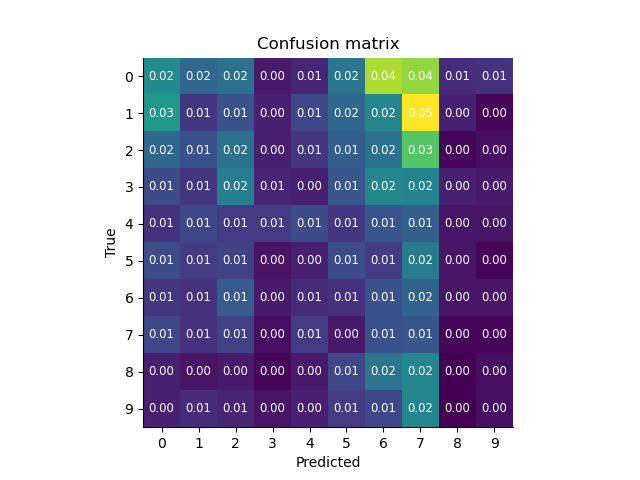 Confusion matrix
0 0.02 0.02 0.02 0.00 0.01 0.02 0.04 0.04 0.01 0.01
1 0.03 0.01 0.01 0.00 0.01 0.02 0.02 0.05 0.00 0.00
2 0.02 0.01 0.02 0.00 0.01 0.01 0.02 0.03 0.00 0.00
3 0.01 0.01 0.02 0.01 0.00 0.01 0.02 0.02 0.00 0.00
4 0.01 0.01 0.01 0.01 0.01 0.01 0.01 0.01 0.00 0.00
5 0.01 0.01 0.01 0.00 0.00 0.01 0.01 0.02 0.00 0.00
6 0.01 0.01 0.01 0.00 0.01 0.01 0.01 0.02 0.00 0.00
7 0.01 0.01 0.01 0.00 0.01 0.00 0.01 0.01 0.00 0.00
8 0.00 0.00 0.00 0.00 0.00 0.01 0.02 0.02 0.00 0.00
9 0.00 0.01 0.01 0.00 0.00 0.01 0.01 0.02 0.00 0.00
0 1 2 3 4 5 6 7 8 9
Predicted
True